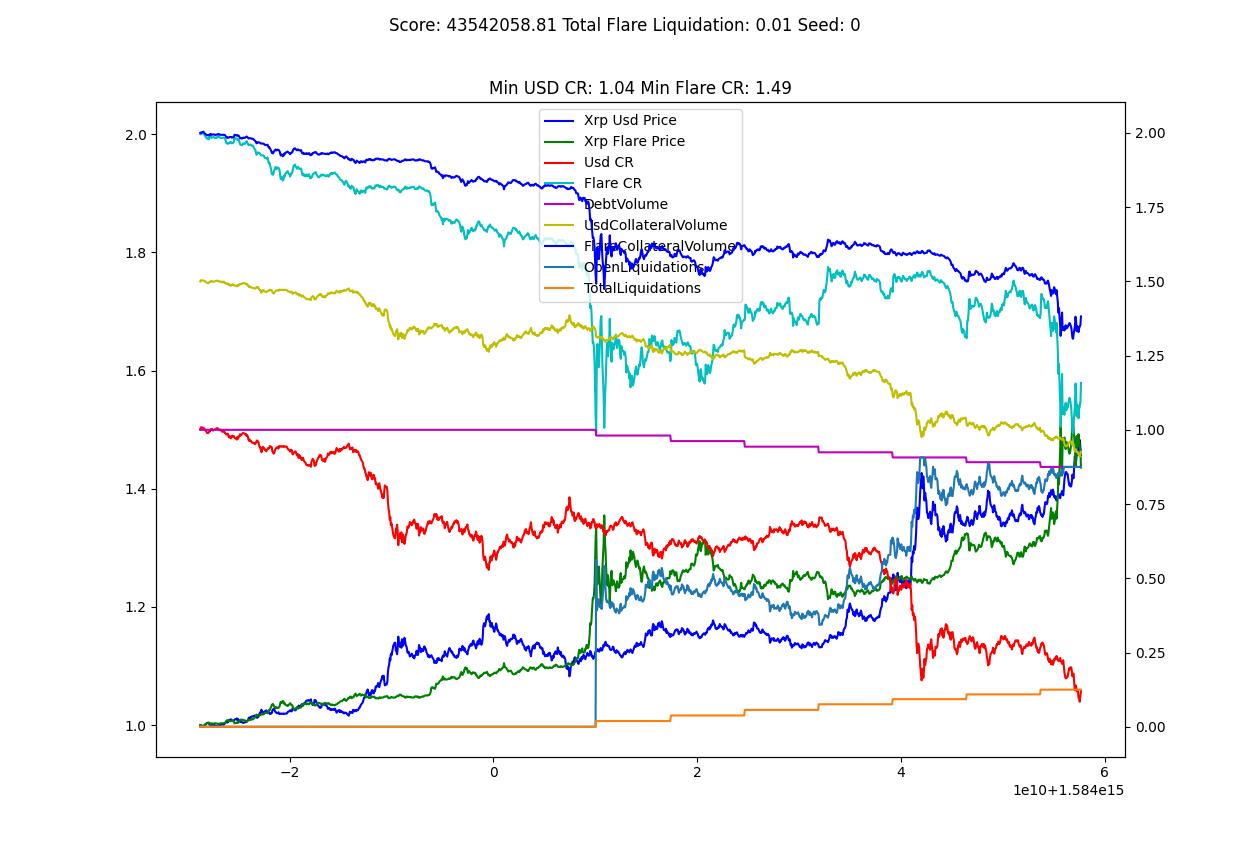 Score: 43542058.81 Total Flare Liquidation: 0.01 Seed: 0
Min USD CR: 1.04 Min Flare CR: 1.49
Xrp Usd Price
Xrp Flare Price
Usd CR
Flare CR
DebtVolume
UsdCollateralVolume
FlareCollateralVolume
OpenLiquidations
TotalLiquidations
2.0
1.8
1.6
1.4
1.2
1.0
2.00
1.75
1.50
1.25
1.00
0.75
0.50
0.25
0.00
−2
0
2
4
6
1e10+1.584e15